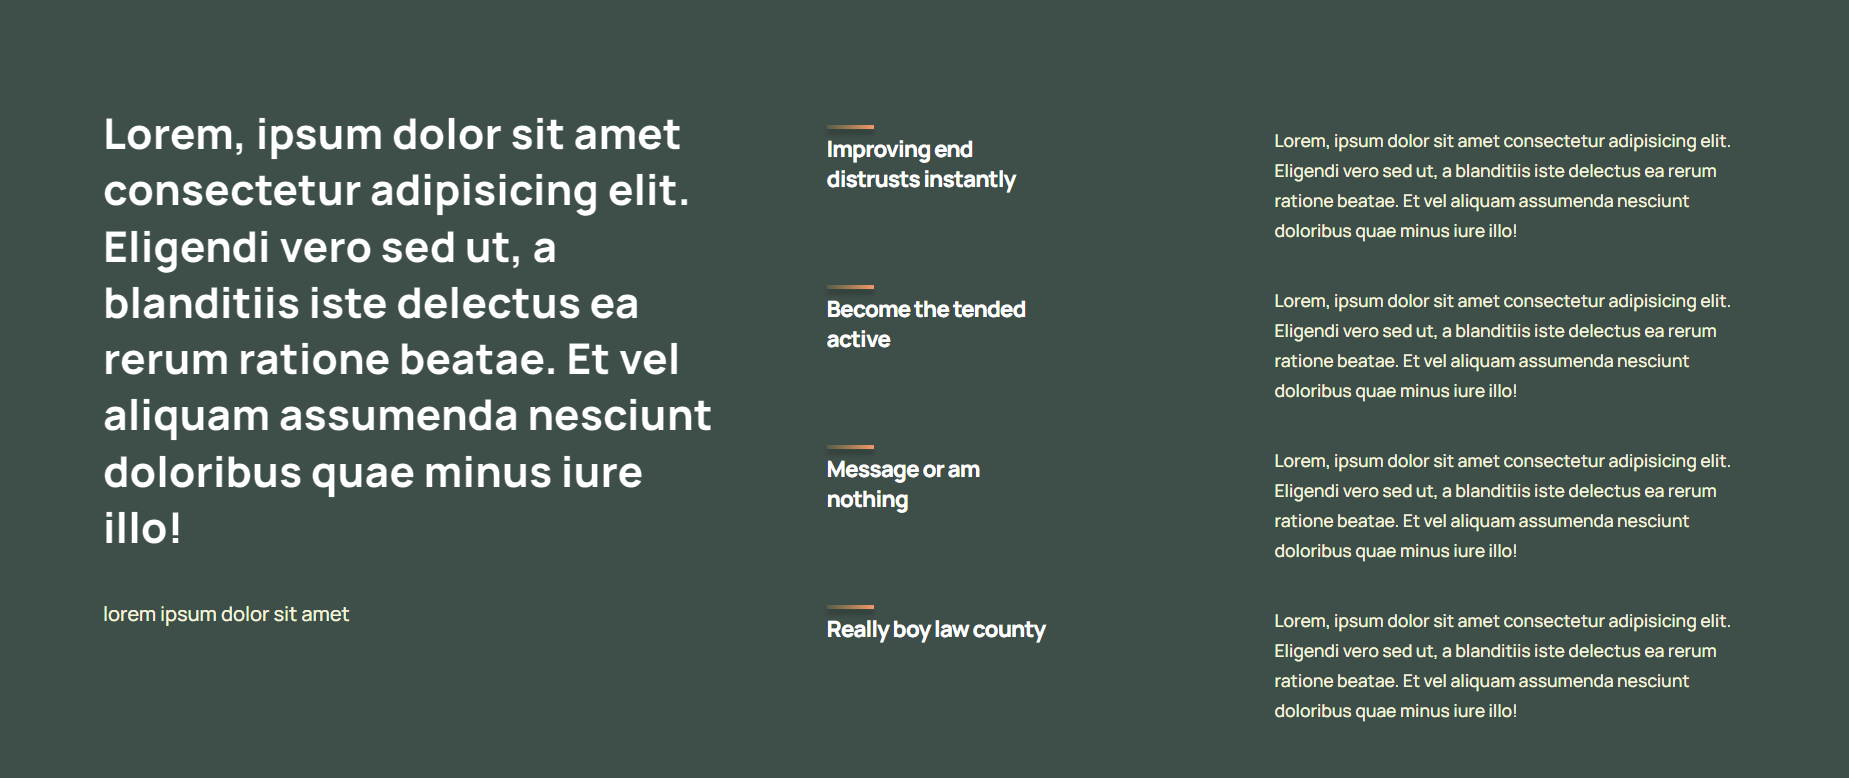 Lorem, ipsum dolor sit amet
consectetur adipisicing elit.
Eligendi vero sed ut, a
blanditiis iste delectus ea
rerum ratione beatae. Et vel
aliquam assumenda nesciunt
doloribus quae minus iure
illo!
lorem ipsum dolor sit amet
Improving end
distrusts instantly
Lorem, ipsum dolor sit amet consectetur adipisicing elit.
Eligendi vero sed ut, a blanditiis iste delectus ea rerum
ratione beatae. Et vel aliquam assumenda nesciunt
doloribus quae minus iure illo!
Become the tended
active
Lorem, ipsum dolor sit amet consectetur adipisicing elit.
Eligendi vero sed ut, a blanditiis iste delectus ea rerum
ratione beatae. Et vel aliquam assumenda nesciunt
doloribus quae minus iure illo!
Message or am
nothing
Lorem, ipsum dolor sit amet consectetur adipisicing elit.
Eligendi vero sed ut, a blanditiis iste delectus ea rerum
ratione beatae. Et vel aliquam assumenda nesciunt
doloribus quae minus iure illo!
Really boy law county
Lorem, ipsum dolor sit amet consectetur adipisicing elit.
Eligendi vero sed ut, a blanditiis iste delectus ea rerum
ratione beatae. Et vel aliquam assumenda nesciunt
doloribus quae minus iure illo!